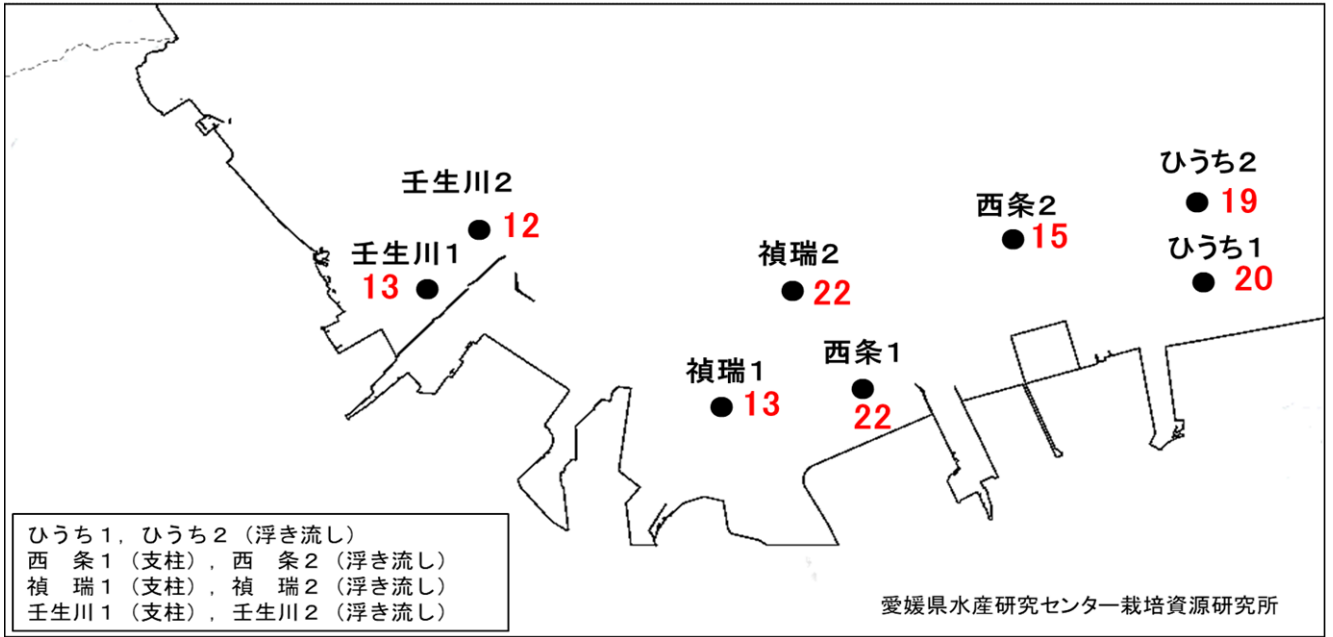 ひうち２
19
壬生川２
12
西条２
15
ひうち１
20
壬生川１
13
禎瑞２
22
西条１
22
禎瑞１
13
ひうち１，ひうち２（浮き流し）
西　条１（支柱），西　条２（浮き流し）
禎　瑞１（支柱），禎　瑞２（浮き流し）
壬生川１（支柱），壬生川２（浮き流し）
愛媛県水産研究センター栽培資源研究所